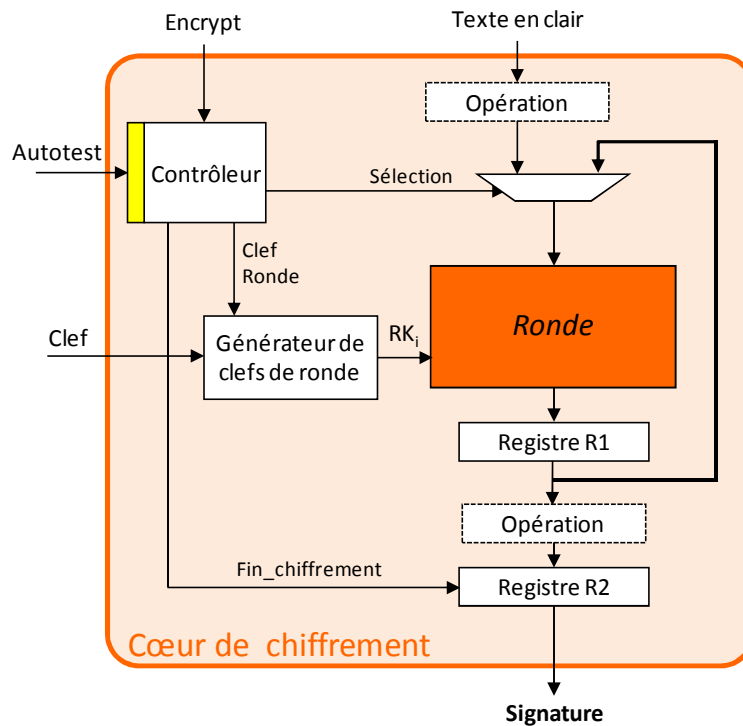 Encrypt
Texte en clair
Opération
Autotest
Contrôleur
Sélection
Clef
Ronde
Ronde
Clef
Générateur de
clefs de ronde
RKi
Registre R1
Opération
Fin_chiffrement
Registre R2
Cœur de chiffrement
Signature